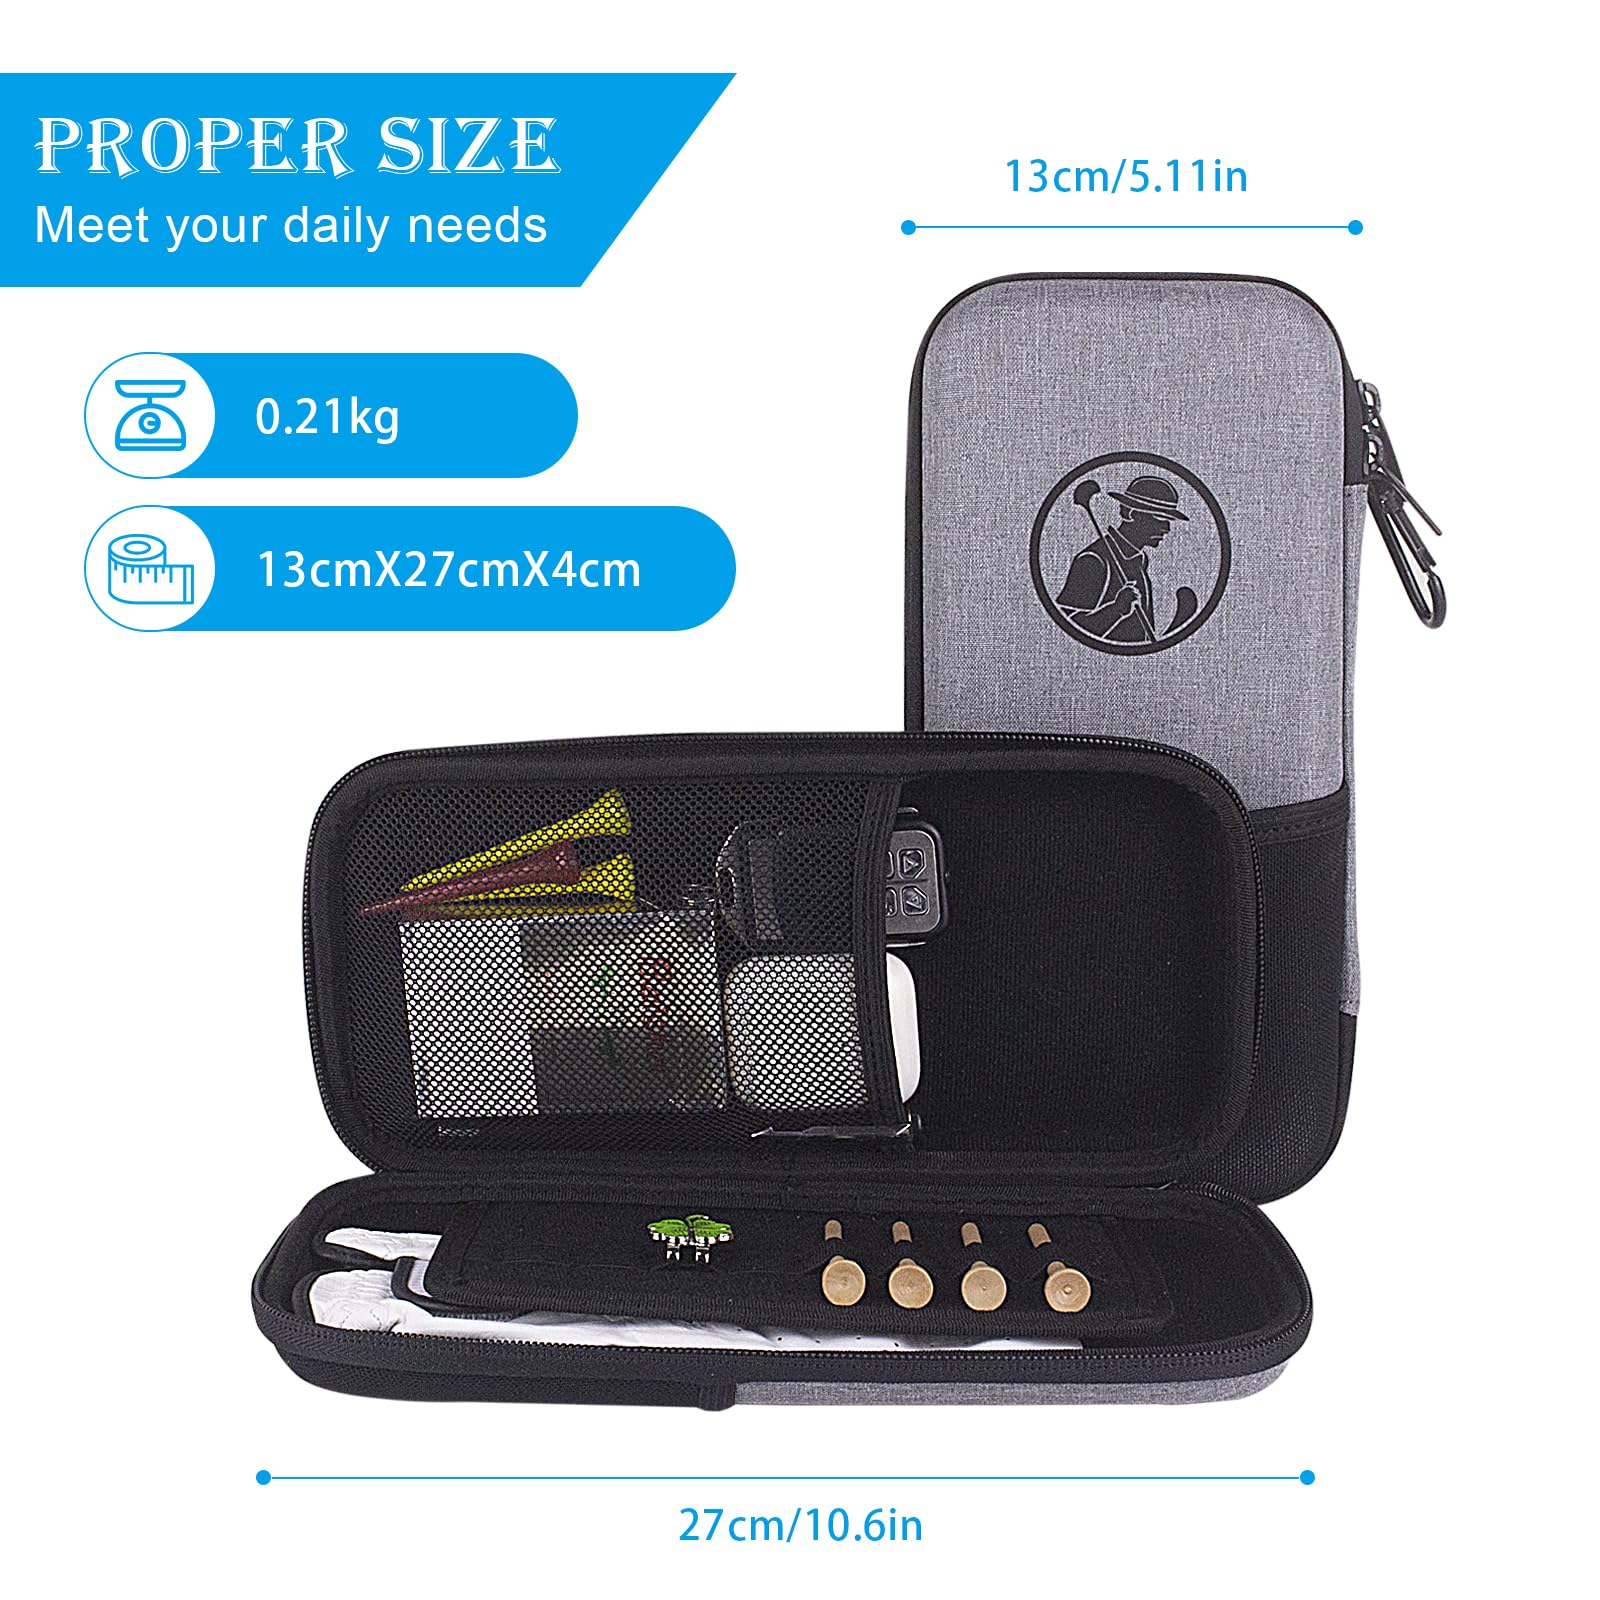 PROPER SIZE
Meet your daily needs
13cm/5.11in
0.21kg
13cmX27cmX4cm
27cm/10.6in